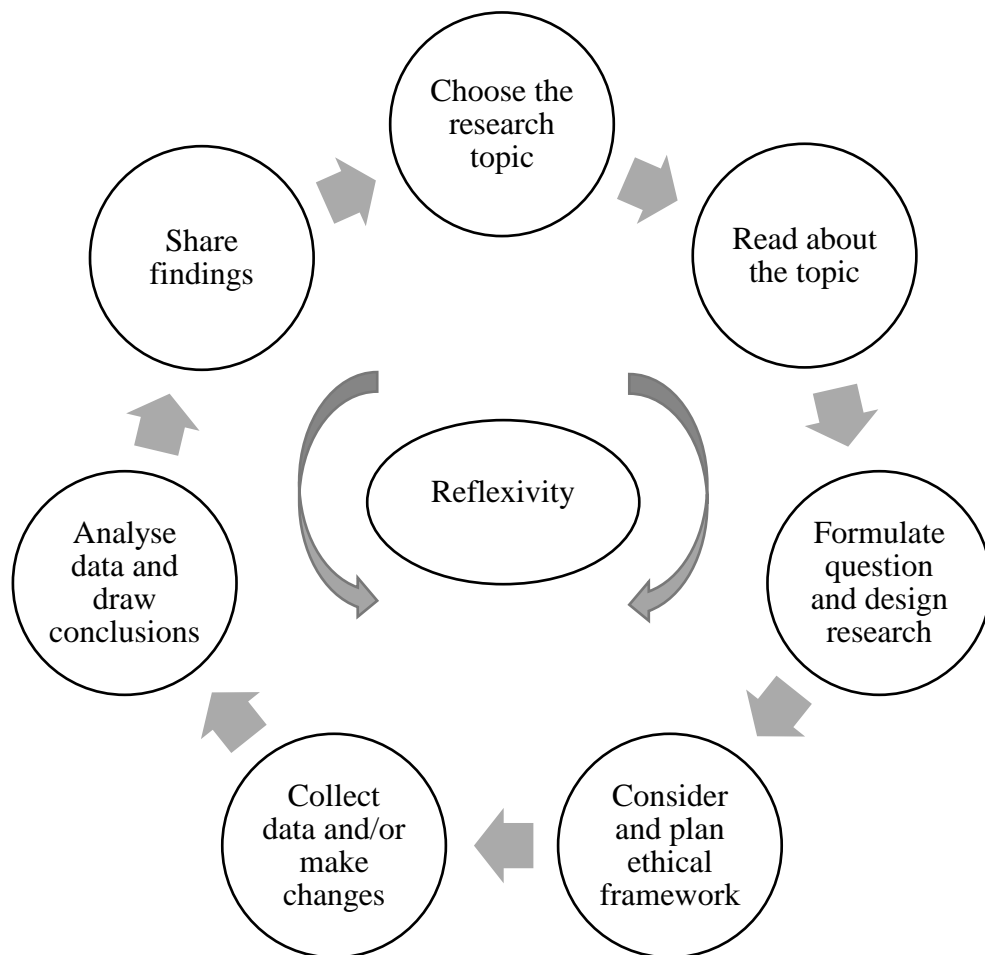 Choose the
research
topic
Read about
the topic
Formulate
question
and design
research
Consider
and plan
ethical
framework
Collect
data and/or
make
changes
Analyse
data and
draw
conclusions
Share
findings
Reflexivity